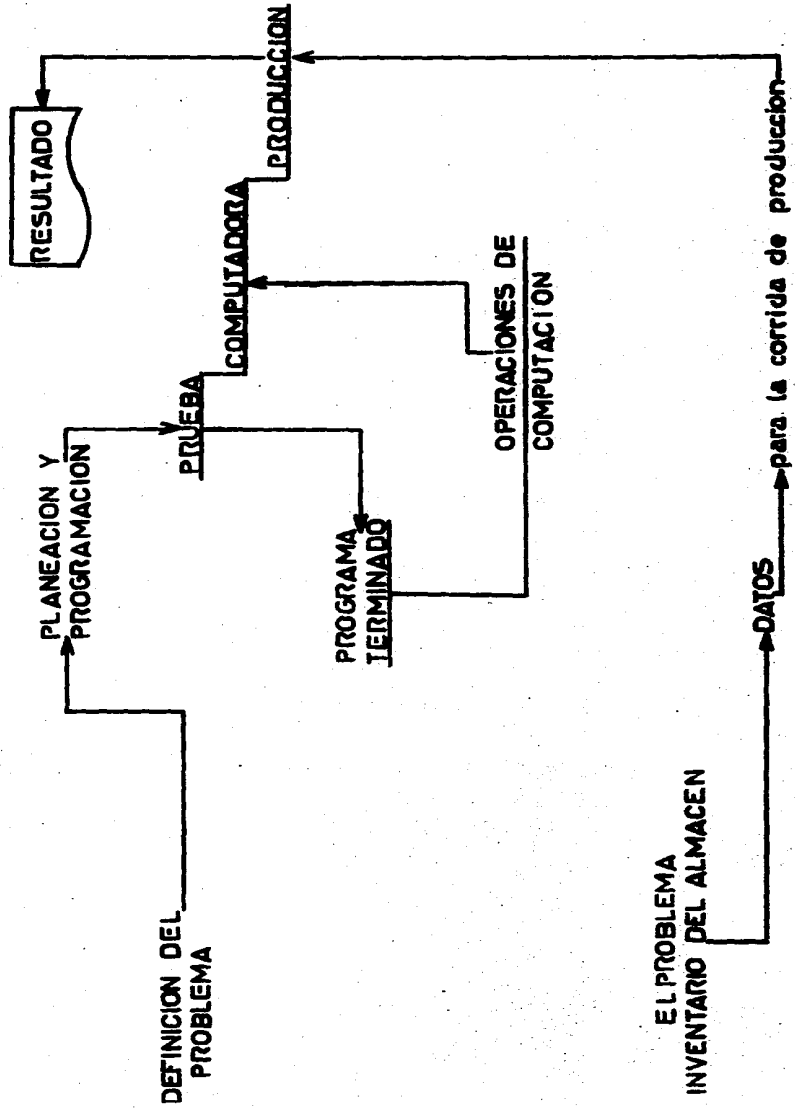 DEFINICION DEL
PROBLEMA
PLANEACION Y
PROGRAMACION
PRUEBA
COMPUTADORA
PRODUCCION
RESULTADO
PROGRAMA
TERMINADO
OPERACIONES DE
COMPUTACION
EL PROBLEMA
INVENTARIO DEL ALMACEN
DATOS
para la corrida de produccion